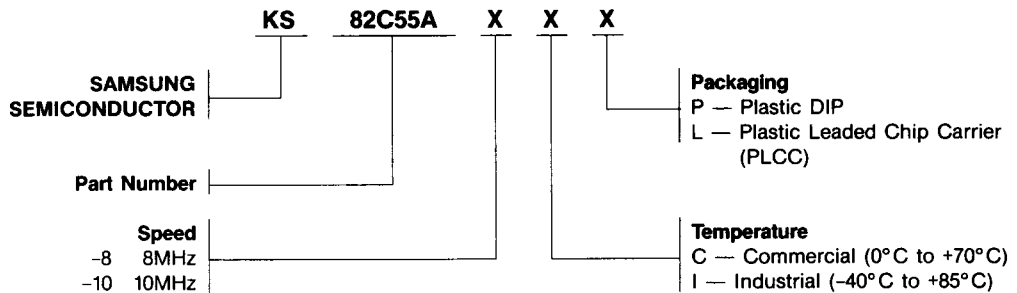 KS 82C55A X X X
SAMSUNG
SEMICONDUCTOR
Packaging
P — Plastic DIP
L — Plastic Leaded Chip Carrier
(PLCC)
Part Number
Speed
–8 8MHz
–10 10MHz
Temperature
C — Commercial (0°C to +70°C)
I — Industrial (–40°C to +85°C)